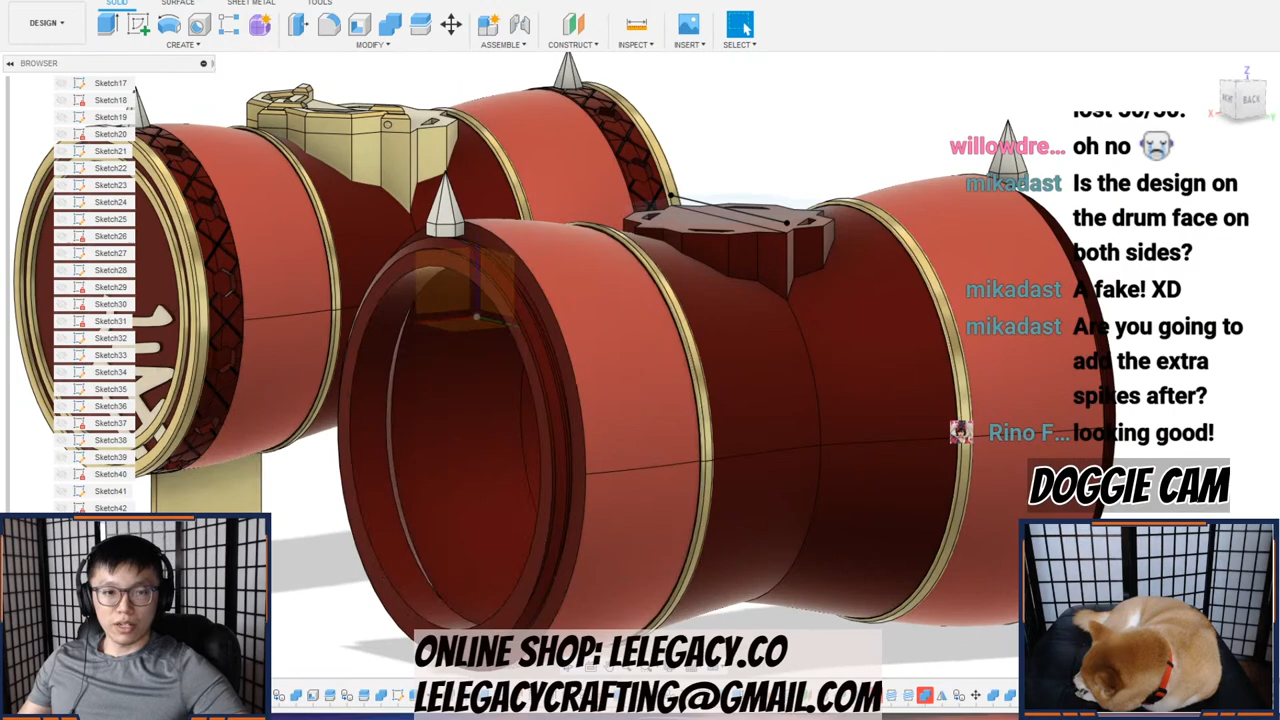 SOLID
SURFACE
SHEET METAL
TOOLS
DESIGN
CREATE
MODIFY
ASSEMBLE
CONSTRUCT
INSPECT
INSERT
SELECT
BROWSER
Sketch17
Sketch18
Sketch19
Sketch20
Sketch21
Sketch22
Sketch23
Sketch24
Sketch25
Sketch26
Sketch27
Sketch28
Sketch29
Sketch30
Sketch31
Sketch32
Sketch33
Sketch34
Sketch35
Sketch36
Sketch37
Sketch38
Sketch39
Sketch40
Sketch41
Sketch42
Z
BACK
X
Y
lost 50/50.
willowdre... oh no
mikadast Is the design on
the drum face on
both sides?
mikadast A fake! XD
mikadast Are you going to
add the extra
spikes after?
Rino F... looking good!
DOGGIE CAM
ONLINE SHOP: LELEGACY.CO
LELEGACYCRAFTING@GMAIL.COM